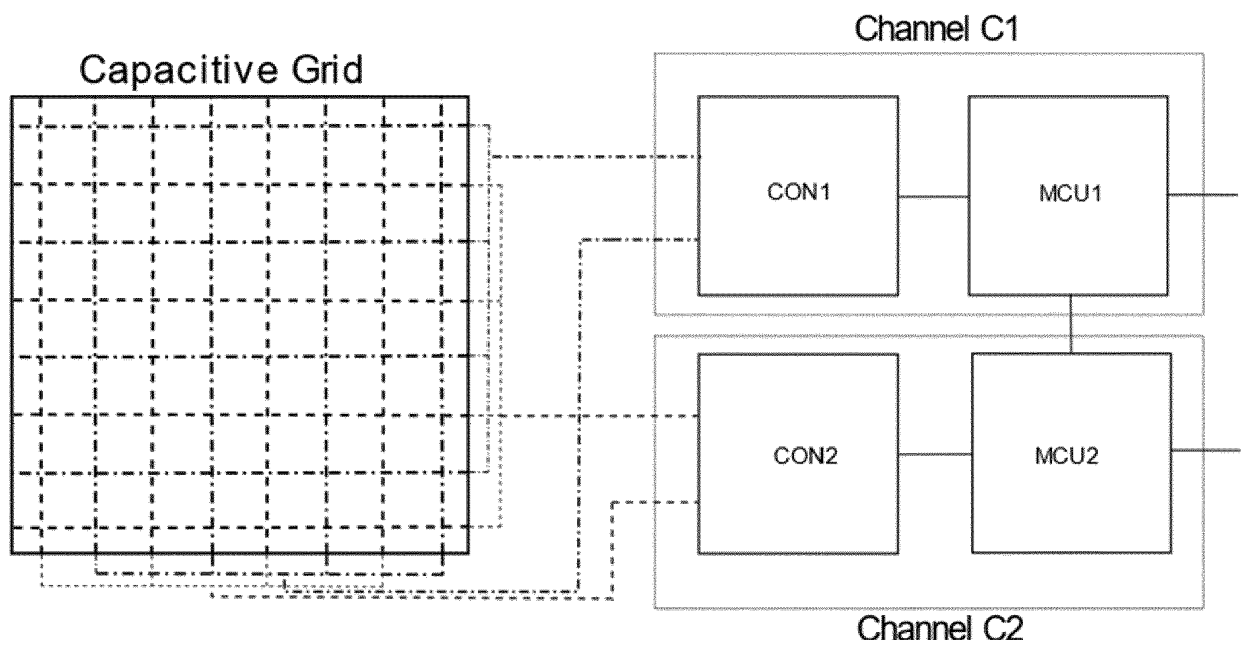 Channel C1
Capacitive Grid
CON1
MCU1
CON2
MCU2
Channel C2